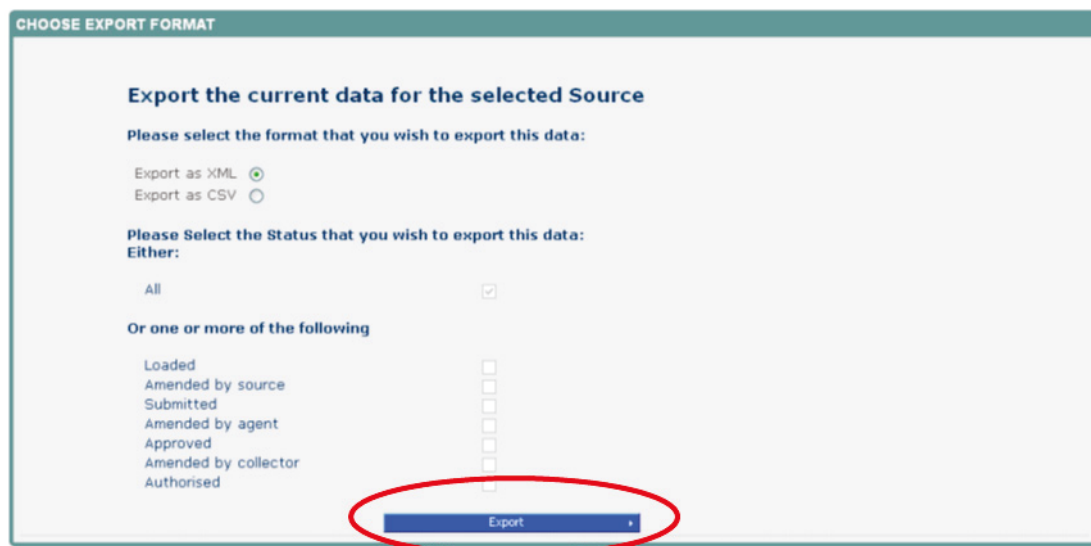 CHOOSE EXPORT FORMAT
Export the current data for the selected Source
Please select the format that you wish to export this data:
Export as XML
Export as CSV
Please Select the Status that you wish to export this data:
Either:
All
Or one or more of the following
Loaded
Amended by source
Submitted
Amended by agent
Approved
Amended by collector
Authorised
Export